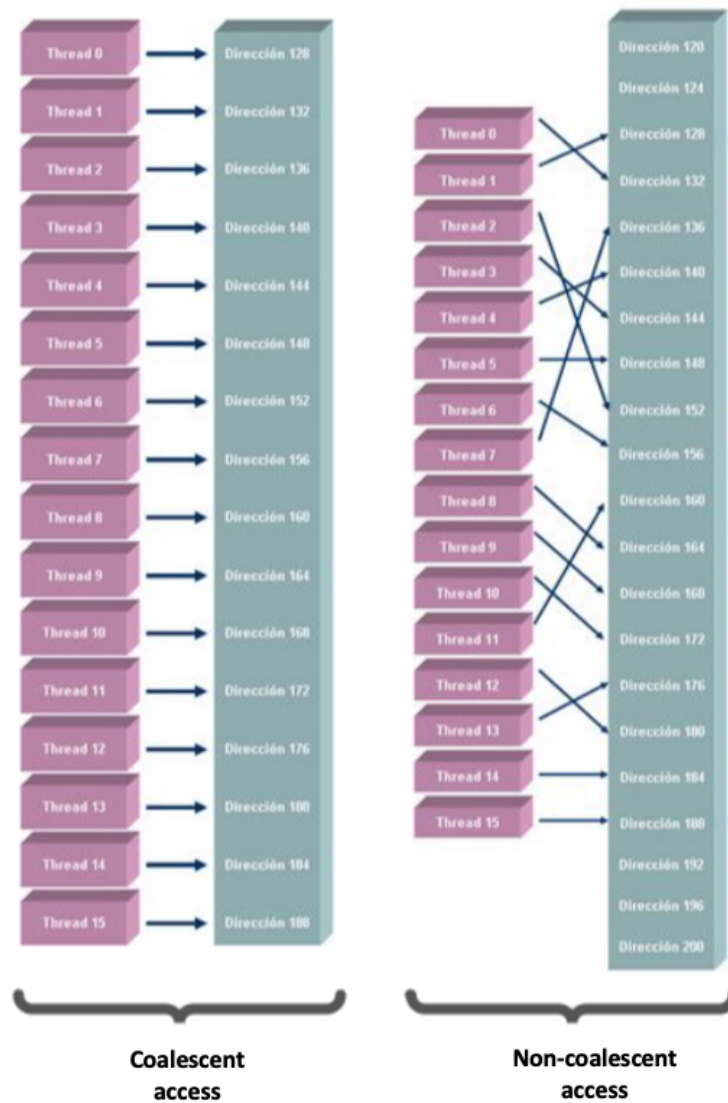 Thread 0
Dirección 128
Thread 1
Dirección 132
Thread 2
Dirección 136
Thread 3
Dirección 140
Thread 4
Dirección 144
Thread 5
Dirección 148
Thread 6
Dirección 152
Thread 7
Dirección 156
Thread 8
Dirección 160
Thread 9
Dirección 164
Thread 10
Dirección 168
Thread 11
Dirección 172
Thread 12
Dirección 176
Thread 13
Dirección 180
Thread 14
Dirección 184
Thread 15
Dirección 188
Coalescent
access
Dirección 120
Dirección 124
Thread 0
Dirección 128
Thread 1
Dirección 132
Thread 2
Dirección 136
Thread 3
Dirección 140
Thread 4
Dirección 144
Thread 5
Dirección 148
Thread 6
Dirección 152
Thread 7
Dirección 156
Thread 8
Dirección 160
Thread 9
Dirección 164
Thread 10
Dirección 168
Thread 11
Dirección 172
Thread 12
Dirección 176
Thread 13
Dirección 180
Thread 14
Dirección 184
Thread 15
Dirección 188
Dirección 192
Dirección 196
Dirección 200
Non-coalescent
access